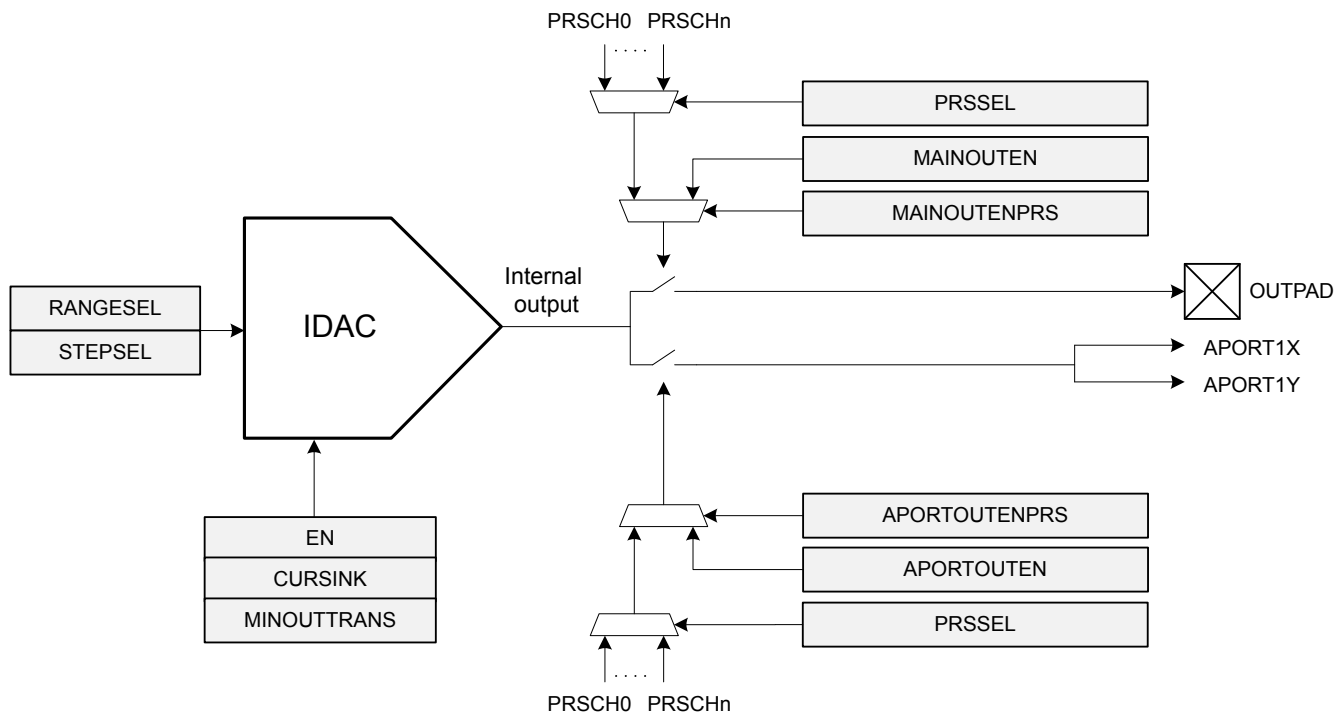 PRSCH0 PRSCHn
. . . .
PRSSEL
MAINOUTEN
MAINOUTENPRS
Internal
output
OUTPAD
RANGESEL
STEPSEL
IDAC
APORT1X
APORT1Y
EN
CURSINK
MINOUTTRANS
APORTOUTENPRS
APORTOUTEN
PRSSEL
. . . .
PRSCH0 PRSCHn